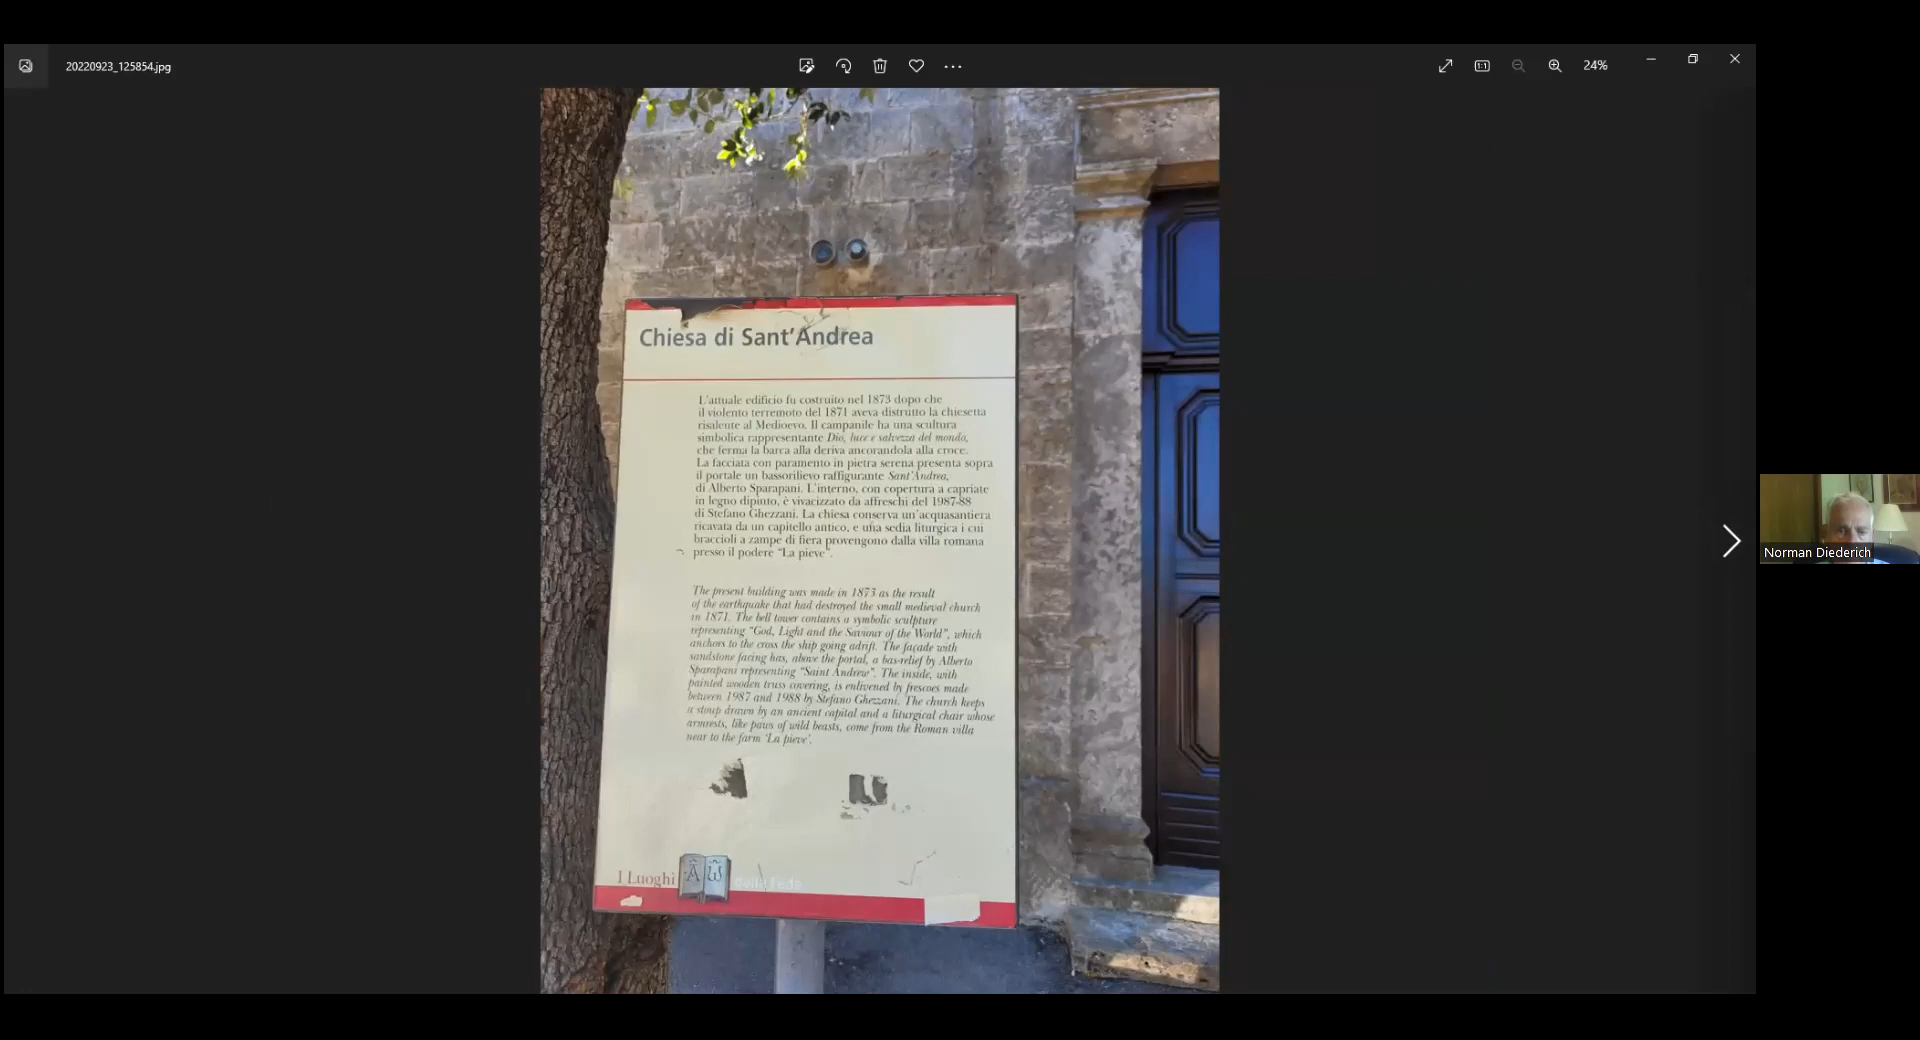 20220923_125854.jpg
24%
Chiesa di Sant'Andrea
L'attuale edificio fu costruito nel 1873 dopo che
il violento terremoto del 1871 aveva distrutto la chiesetta
risalente al Medioevo. Il campanile ha una scultura
simbolica rappresentante Dio, luce e salvezza del mondo,
che ferma la barca alla deriva ancorandola alla croce.
La facciata con paramento in pietra serena presenta sopra
il portale un bassorilievo raffigurante Sant'Andrea,
di Alberto Sparapani. L'interno, con copertura a capriate
in legno dipinto, è vivacizzato da affreschi del 1987-88
di Stefano Ghezzani. La chiesa conserva un'acquasantiera
ricavata da un capitello antico, e una sedia liturgica i cui
braccioli a zampe di fiera provengono dalla villa romana
presso il podere "La pieve".
The present building was made in 1873 as the result
of the earthquake that had destroyed the small medieval church
in 1871. The bell tower contains a symbolic sculpture
representing "God, Light and the Saviour of the World", which
anchors to the cross the ship going adrift. The façade with
sandstone facing has, above the portal, a bas-relief by Alberto
Sparapani representing "Saint Andrew". The inside, with
painted wooden truss covering, is enlivened by frescoes made
between 1987 and 1988 by Stefano Ghezzani. The church keeps
a stoup drawn by an ancient capital and a liturgical chair whose
armrests, like paws of wild beasts, come from the Roman villa
near to the farm 'La pieve'.
I Luoghi della Fede
A ω
Norman Diederich